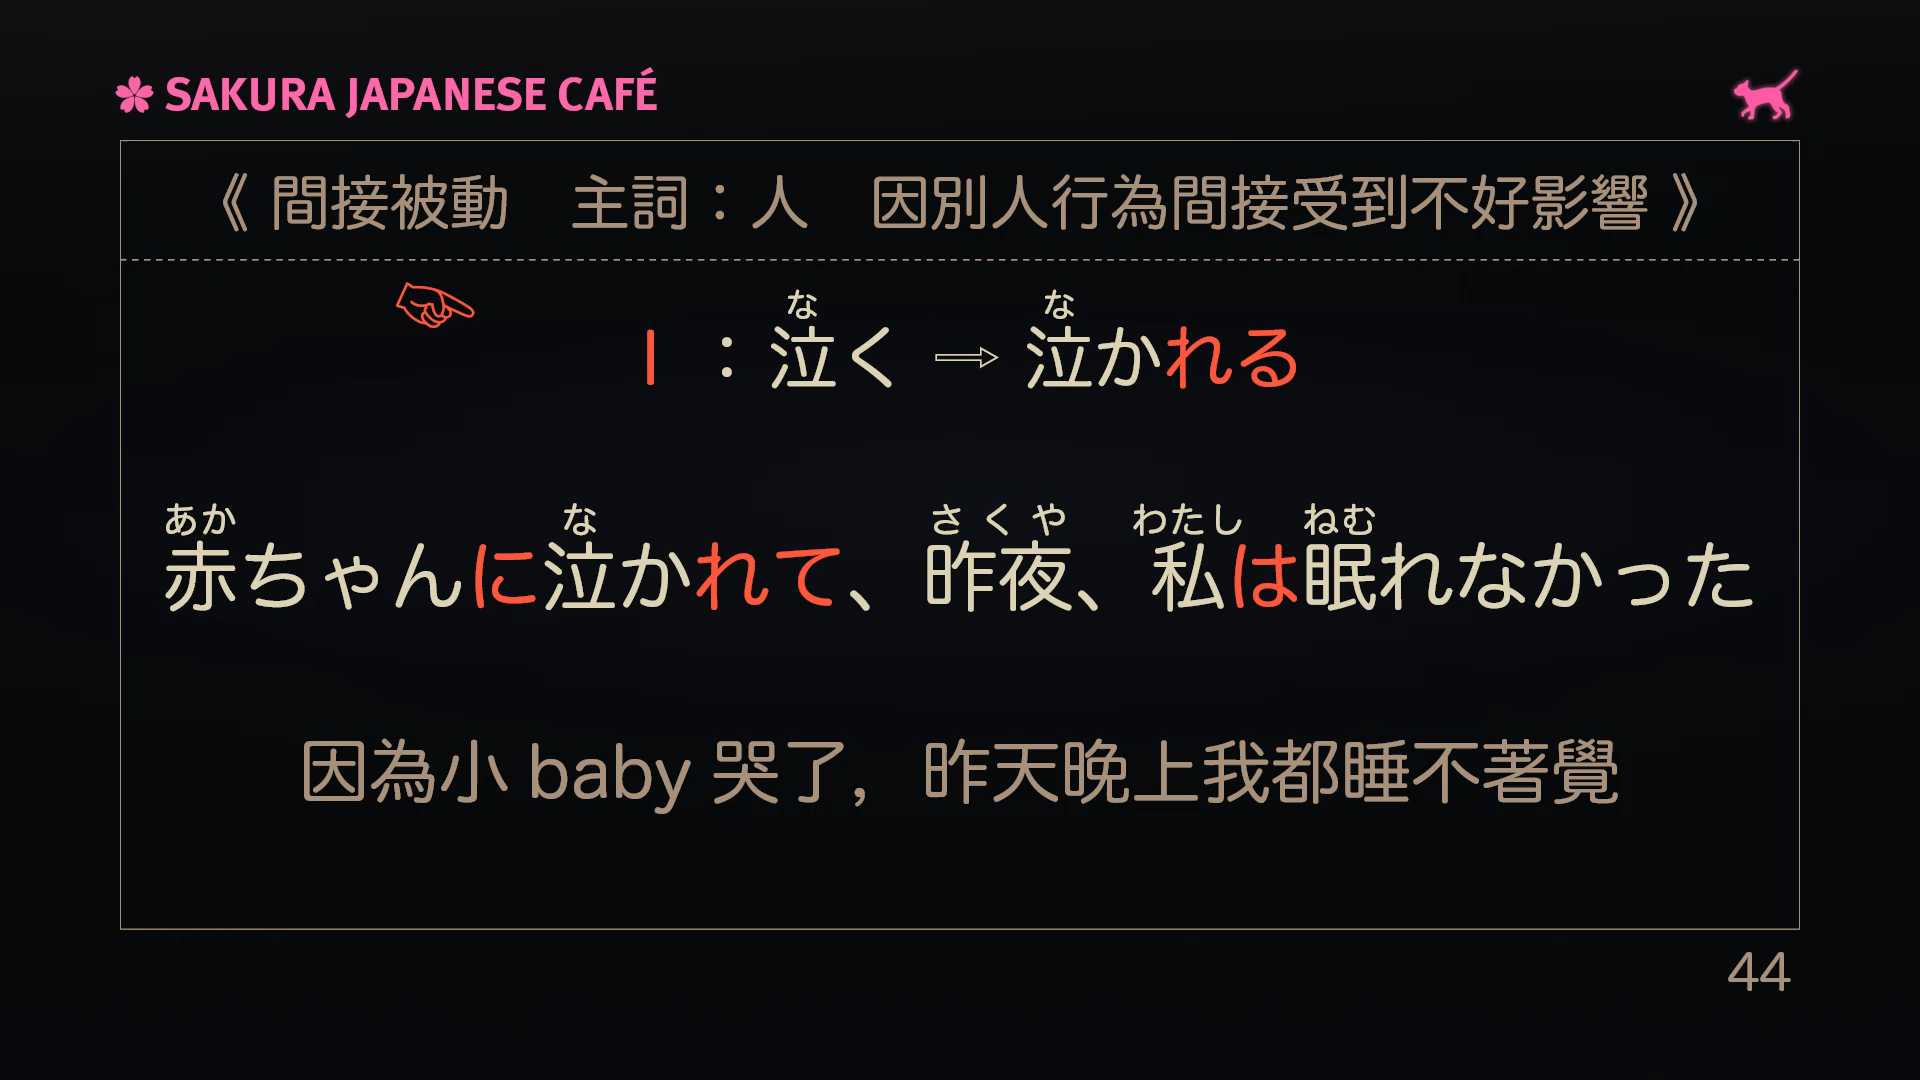 SAKURA JAPANESE CAFÉ
《 間接被動　主詞：人　因別人行為間接受到不好影響 》
な　な
I ：泣く ⇨ 泣かれる
あか　な　さくや　わたし　ねむ
赤ちゃんに泣かれて、昨夜、私は眠れなかった
因為小 baby 哭了，昨天晚上我都睡不著覺
44